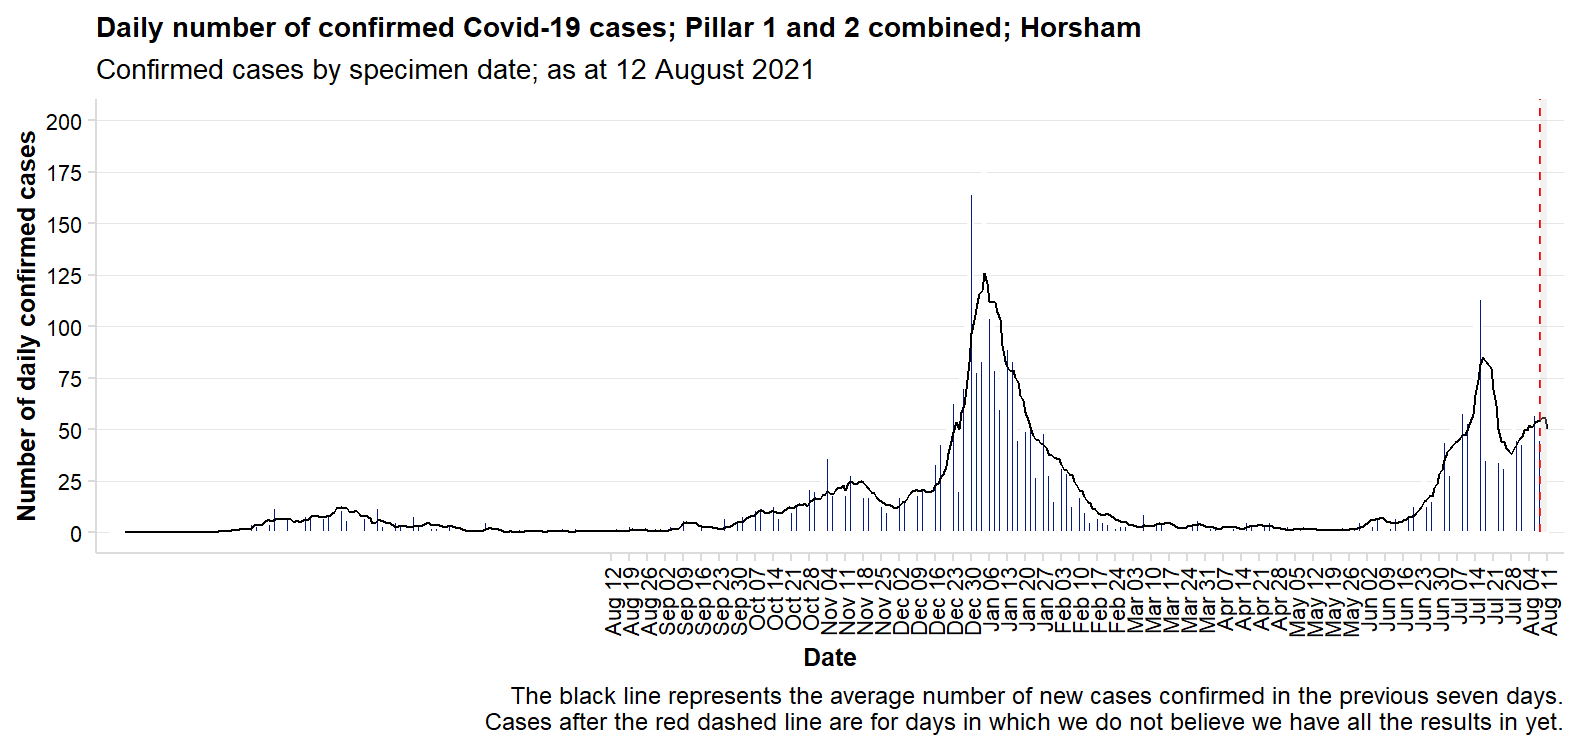 Daily number of confirmed Covid-19 cases; Pillar 1 and 2 combined; Horsham
Confirmed cases by specimen date; as at 12 August 2021
Number of daily confirmed cases
200
175
150
125
100
75
50
25
0
Aug 12
Aug 19
Aug 26
Sep 02
Sep 09
Sep 16
Sep 23
Sep 30
Oct 07
Oct 14
Oct 21
Oct 28
Nov 04
Nov 11
Nov 18
Nov 25
Dec 02
Dec 09
Dec 16
Dec 23
Dec 30
Jan 06
Jan 13
Jan 20
Jan 27
Feb 03
Feb 10
Feb 17
Feb 24
Mar 03
Mar 10
Mar 17
Mar 24
Mar 31
Apr 07
Apr 14
Apr 21
Apr 28
May 05
May 12
May 19
May 26
Jun 02
Jun 09
Jun 16
Jun 23
Jun 30
Jul 07
Jul 14
Jul 21
Jul 28
Aug 04
Aug 11
Date
The black line represents the average number of new cases confirmed in the previous seven days.
Cases after the red dashed line are for days in which we do not believe we have all the results in yet.